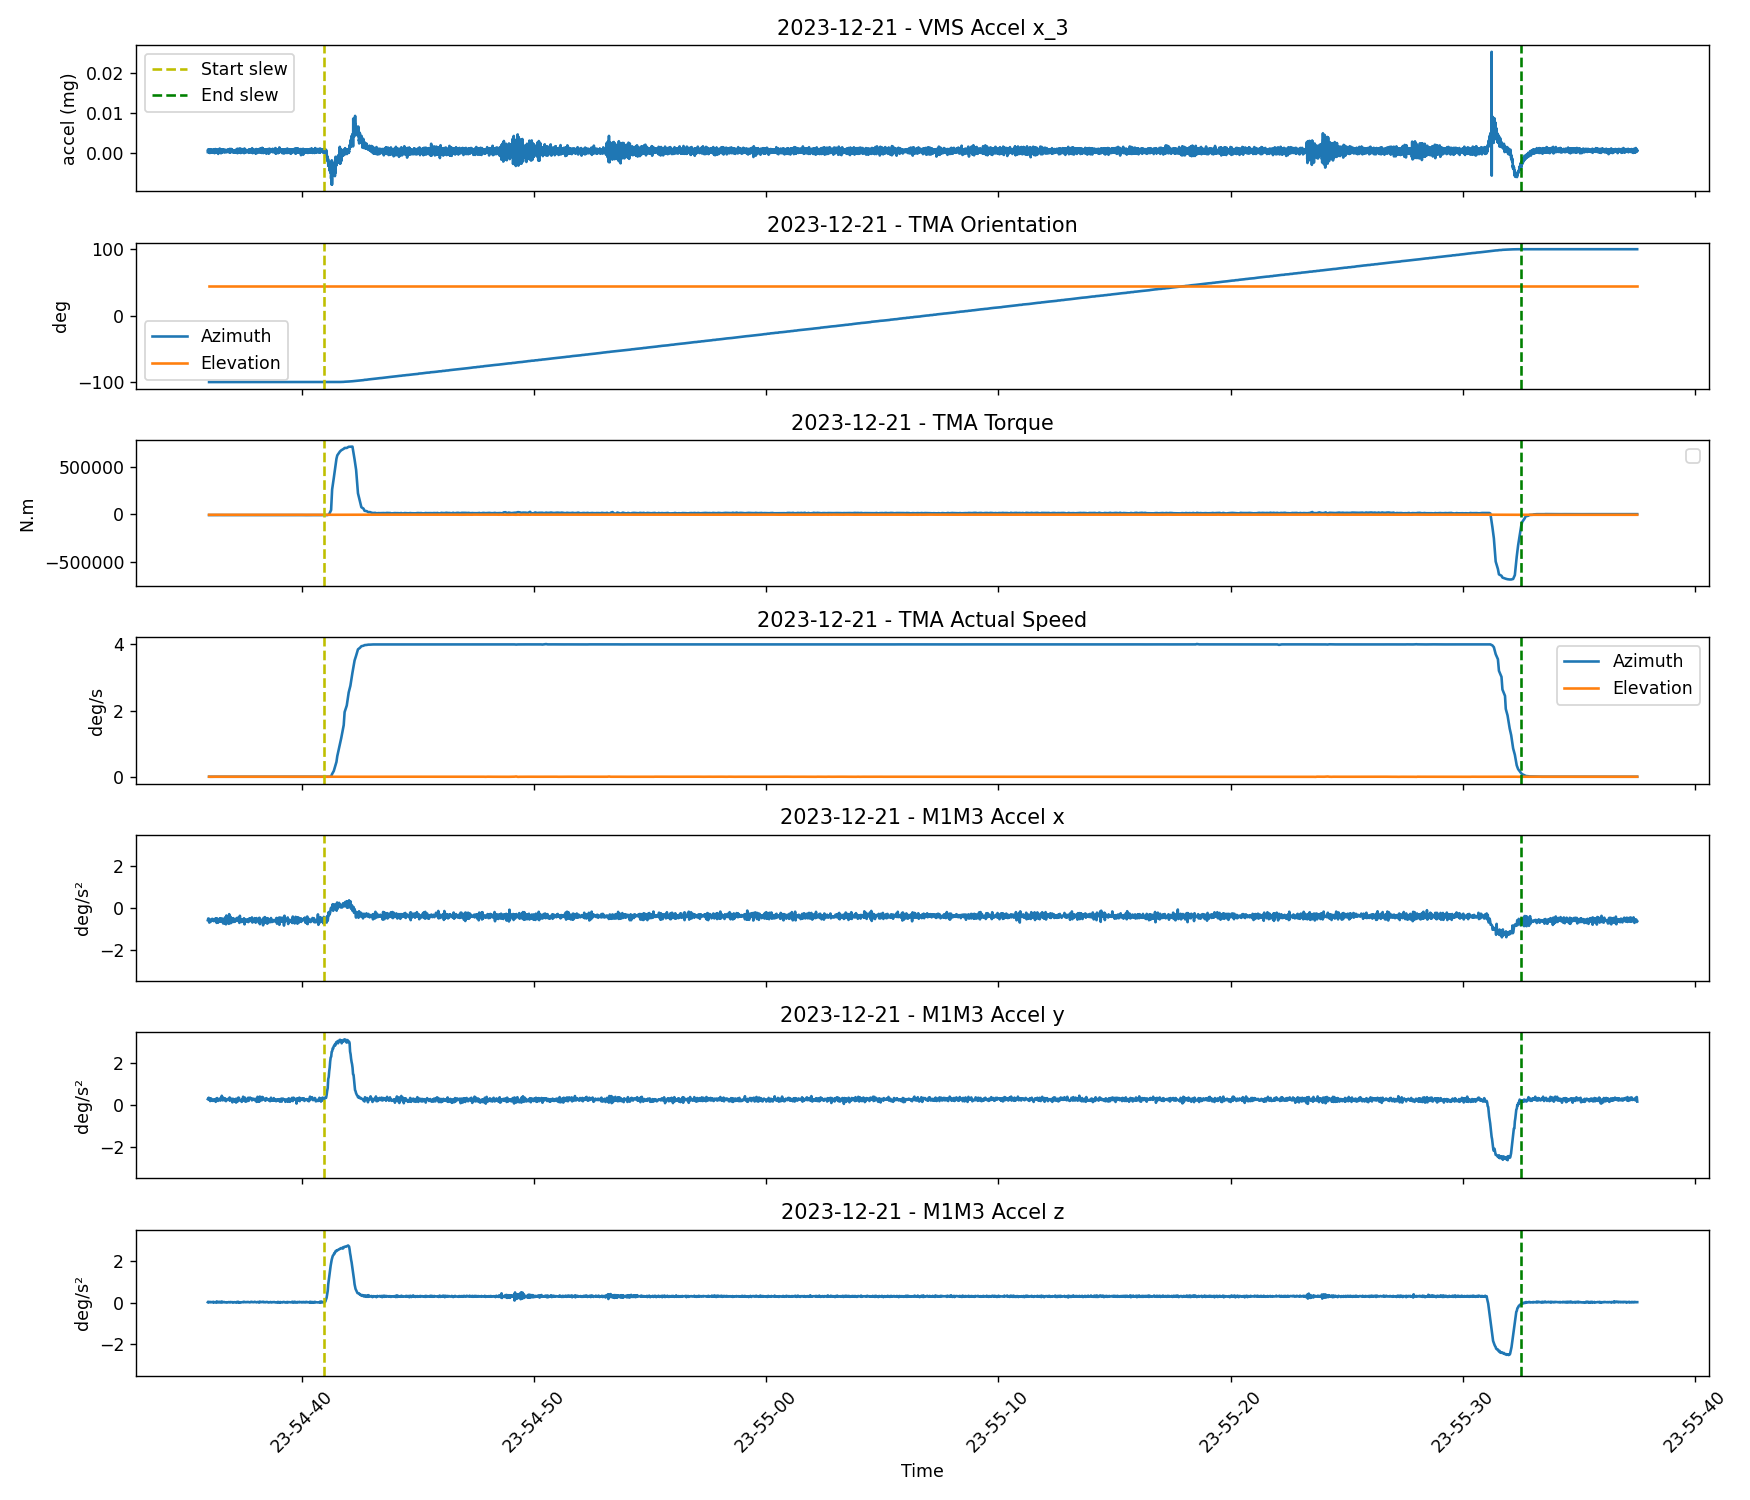 2023-12-21 - VMS Accel x_3
accel (mg)
0.02
0.01
0.00
Start slew
End slew
2023-12-21 - TMA Orientation
deg
100
0
−100
Azimuth
Elevation
2023-12-21 - TMA Torque
N.m
500000
0
−500000
2023-12-21 - TMA Actual Speed
deg/s
4
2
0
Azimuth
Elevation
2023-12-21 - M1M3 Accel x
deg/s²
2
0
−2
2023-12-21 - M1M3 Accel y
deg/s²
2
0
−2
2023-12-21 - M1M3 Accel z
deg/s²
2
0
−2
23-54-40
23-54-50
23-55-00
23-55-10
23-55-20
23-55-30
23-55-40
Time